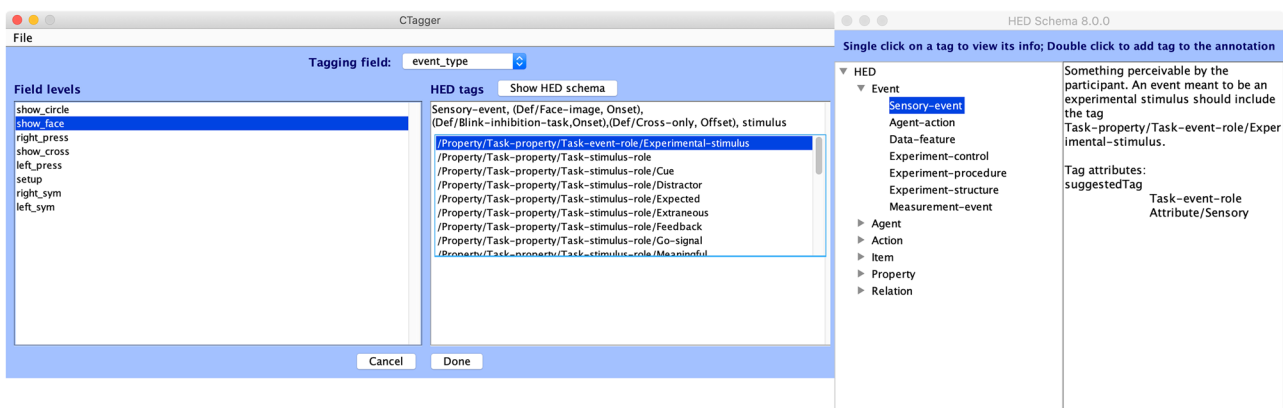 CTagger
File
Tagging field: event_type
Field levels
show_circle
show_face
right_press
show_cross
left_press
setup
right_sym
left_sym
HED tags Show HED schema
Sensory-event, (Def/Face-image, Onset),
(Def/Blink-inhibition-task,Onset),(Def/Cross-only, Offset), stimulus
/Property/Task-property/Task-event-role/Experimental-stimulus
/Property/Task-property/Task-stimulus-role
/Property/Task-property/Task-stimulus-role/Cue
/Property/Task-property/Task-stimulus-role/Distractor
/Property/Task-property/Task-stimulus-role/Expected
/Property/Task-property/Task-stimulus-role/Extraneous
/Property/Task-property/Task-stimulus-role/Feedback
/Property/Task-property/Task-stimulus-role/Go-signal
/Property/Task-property/Task-stimulus-role/Meaningful
Cancel Done
HED Schema 8.0.0
Single click on a tag to view its info; Double click to add tag to the annotation
HED
Event
Sensory-event
Agent-action
Data-feature
Experiment-control
Experiment-procedure
Experiment-structure
Measurement-event
Agent
Action
Item
Property
Relation
Something perceivable by the
participant. An event meant to be an
experimental stimulus should include
the tag
Task-property/Task-event-role/Exper
imental-stimulus.
Tag attributes:
suggestedTag
Task-event-role
Attribute/Sensory